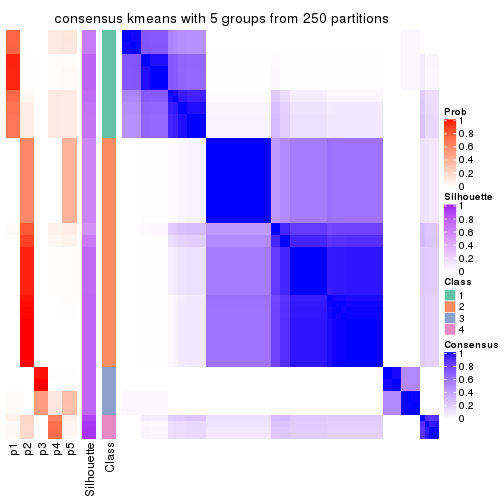 consensus kmeans with 5 groups from 250 partitions
Prob
1
0.8
0.6
0.4
0.2
0
Silhouette
1
0.8
0.6
0.4
0.2
0
Class
1
2
3
4
Consensus
1
0.8
0.6
0.4
0.2
0
p1
p2
p3
p4
p5
Silhouette
Class